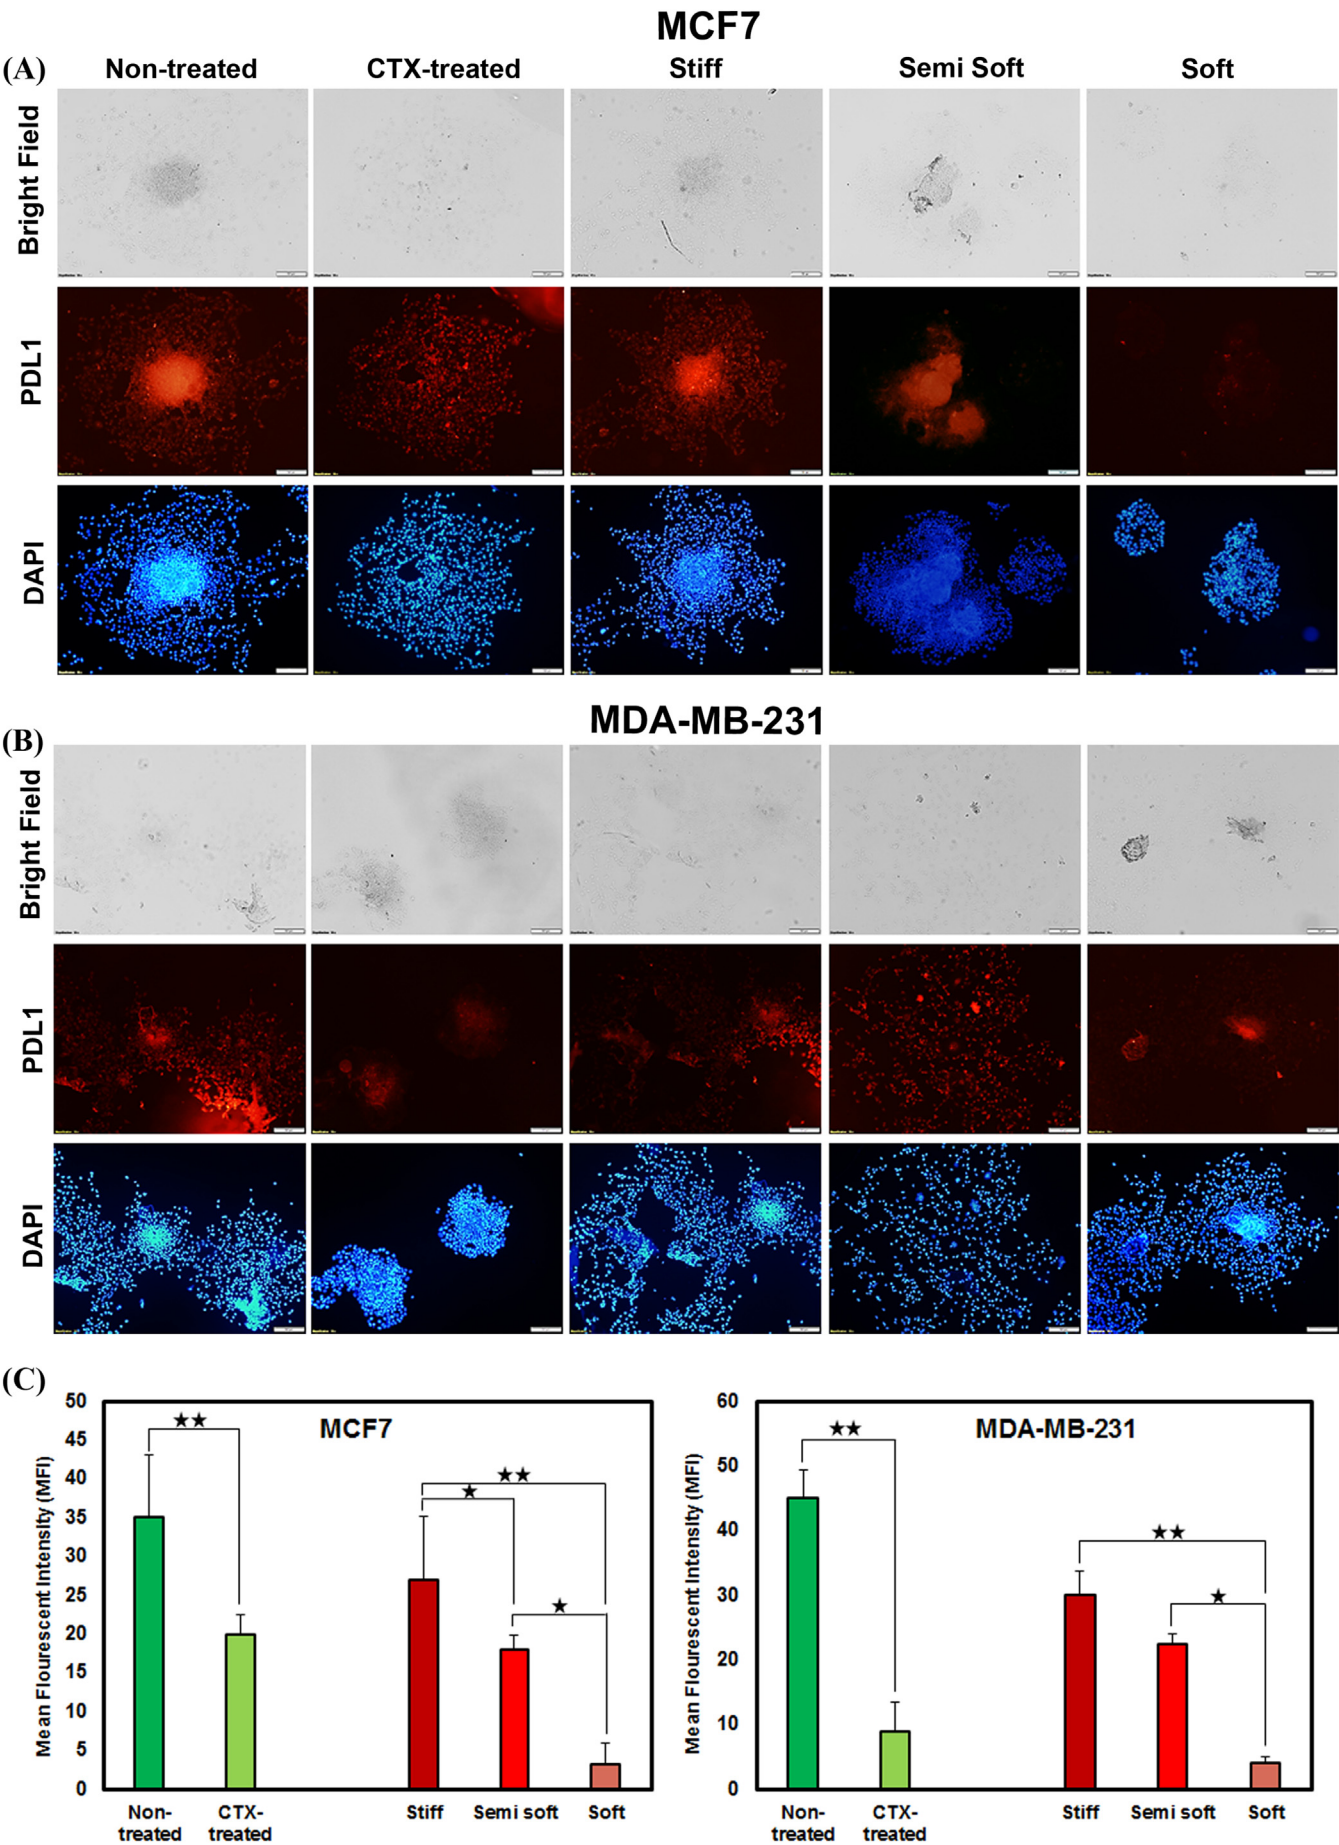 MCF7
(A) Non-treated CTX-treated Stiff Semi Soft Soft
Bright Field
PDL1
DAPI
MDA-MB-231
(B)
Bright Field
PDL1
DAPI
(C)
MCF7
Mean Flourescent Intensity (MFI)
50
45
40
35
30
25
20
15
10
5
0
★★
★★
★
★
Non-
treated
CTX-
treated
Stiff
Semi soft
Soft
MDA-MB-231
Mean Flourescent Intensity (MFI)
60
50
40
30
20
10
0
★★
★★
★
Non-
treated
CTX-
treated
Stiff
Semi soft
Soft